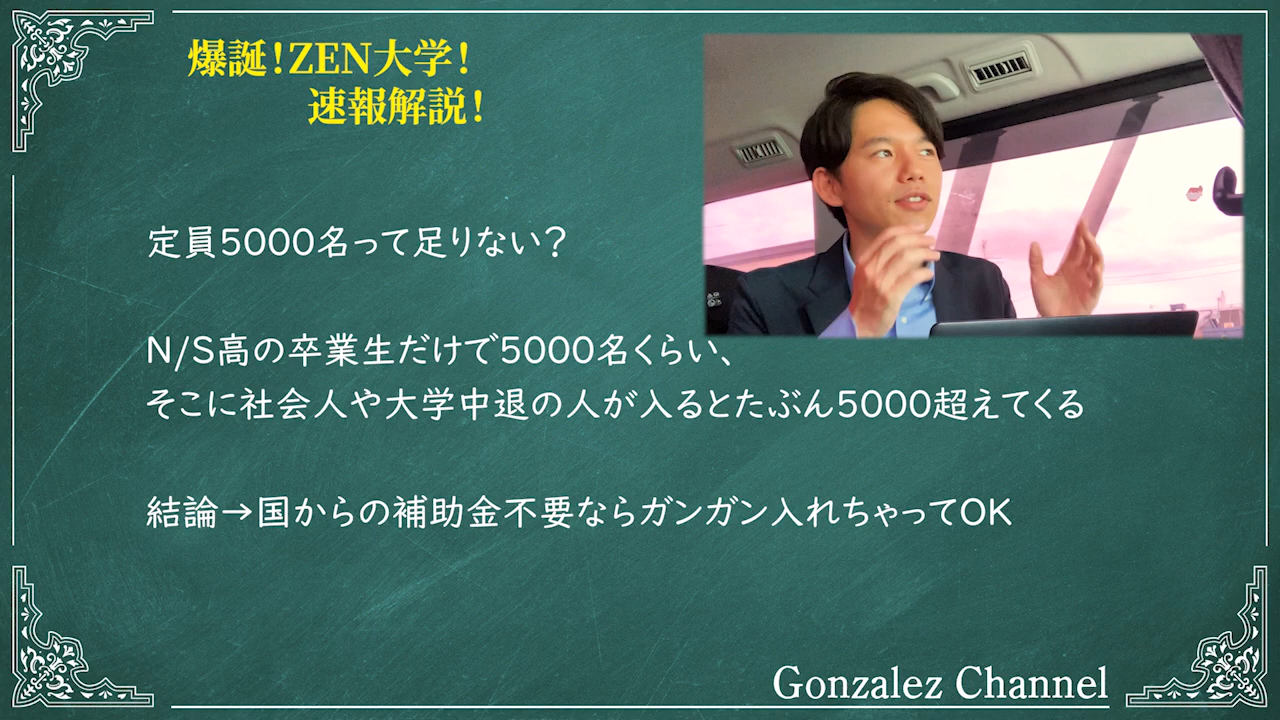 爆誕！ZEN大学！
速報解説！
定員5000名って足りない？
N/S高の卒業生だけで5000名くらい、
そこに社会人や大学中退の人が入るとたぶん5000超えてくる
結論→国からの補助金不要ならガンガン入れちゃってOK
Gonzalez Channel